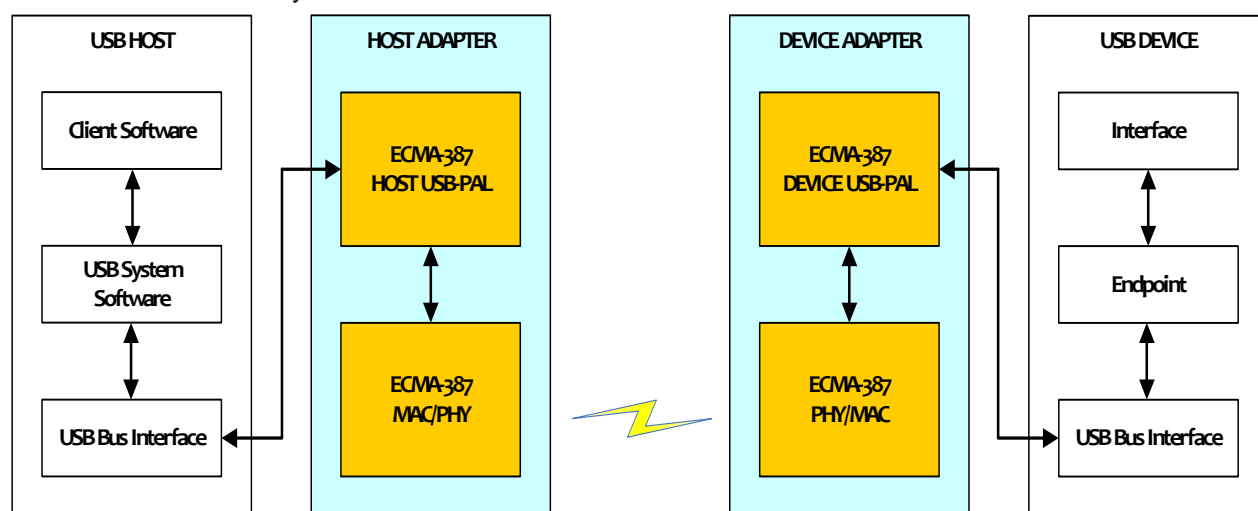 USB HOST
Client Software
USB System
Software
USB Bus Interface
HOST ADAPTER
ECMA-387
HOST USB-PAL
ECMA-387
MAC/PHY
DEVICE ADAPTER
ECMA-387
DEVICE USB-PAL
ECMA-387
PHY/MAC
USB DEVICE
Interface
Endpoint
USB Bus Interface